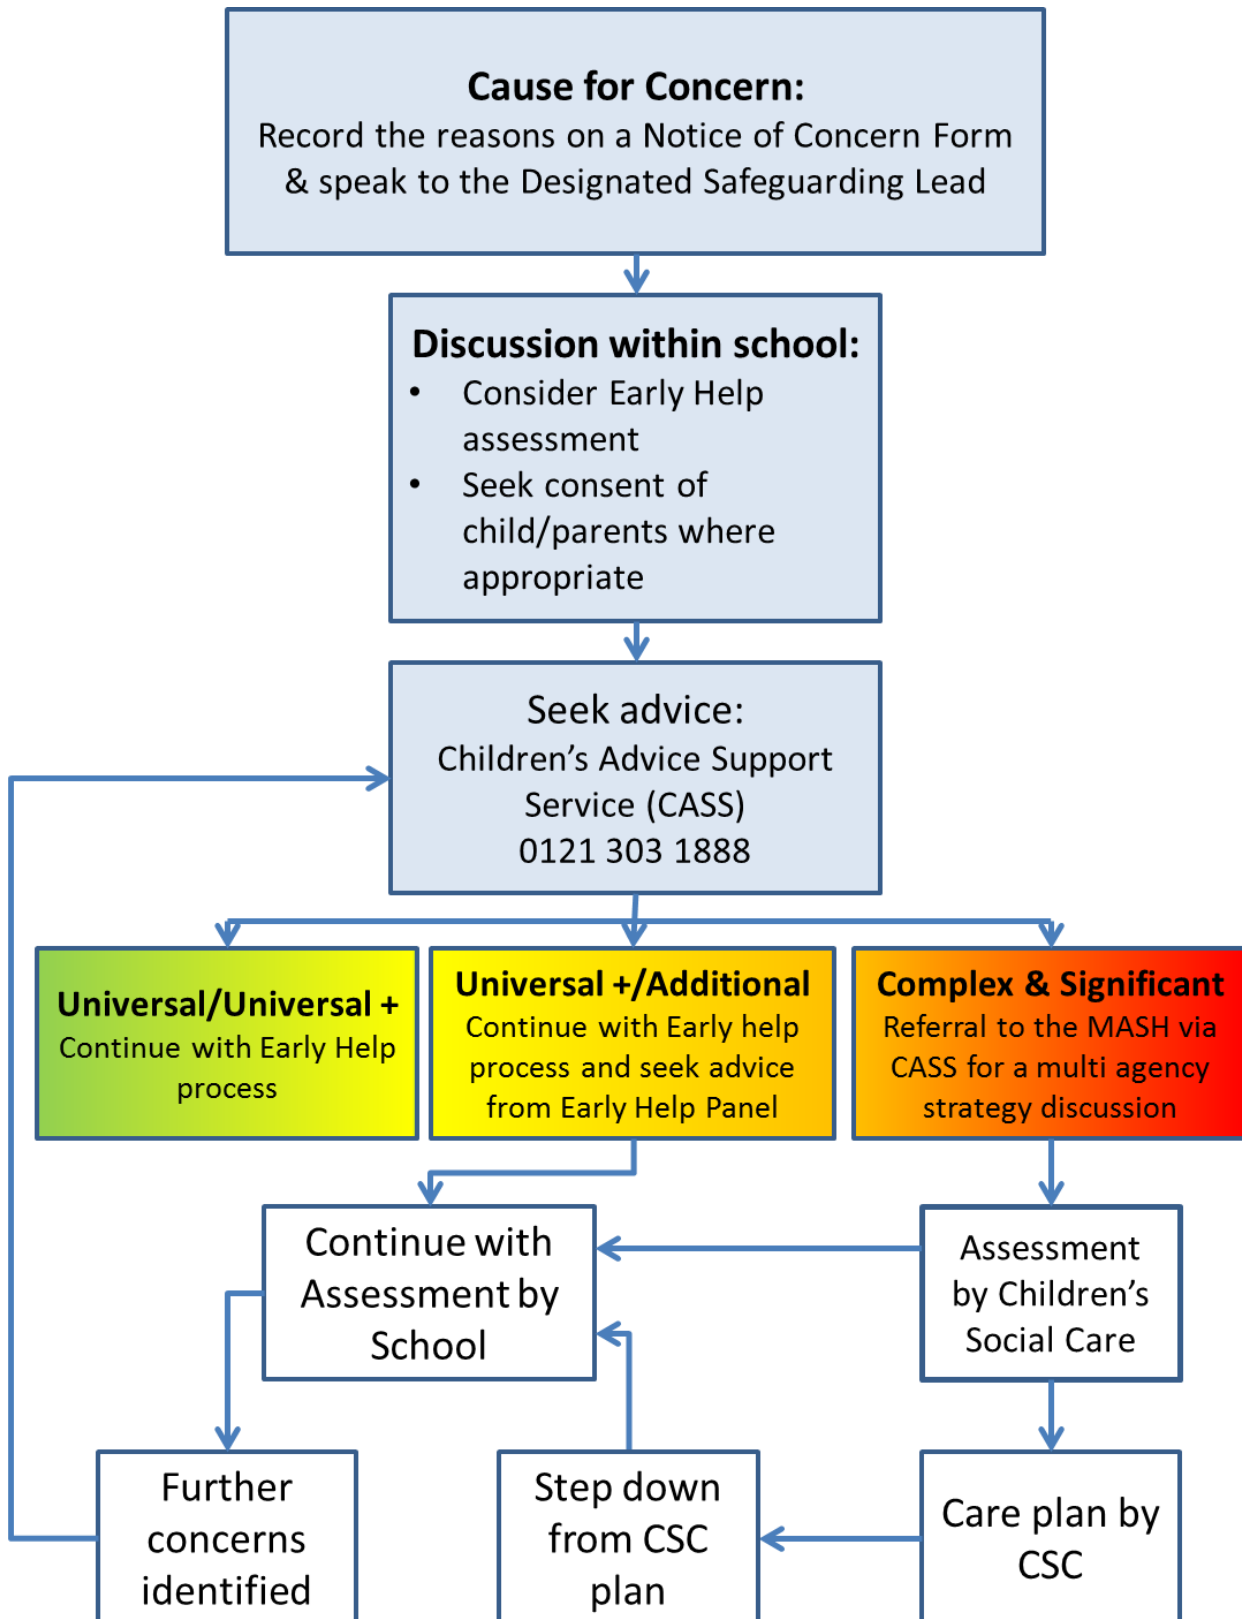 Cause for Concern:
Record the reasons on a Notice of Concern Form
& speak to the Designated Safeguarding Lead
Discussion within school:
• Consider Early Help
assessment
• Seek consent of
child/parents where
appropriate
Seek advice:
Children's Advice Support
Service (CASS)
0121 303 1888
Universal/Universal +
Continue with Early Help
process
Universal +/Additional
Continue with Early help
process and seek advice
from Early Help Panel
Complex & Significant
Referral to the MASH via
CASS for a multi agency
strategy discussion
Continue with
Assessment by
School
Assessment
by Children's
Social Care
Further
concerns
identified
Step down
from CSC
plan
Care plan by
CSC